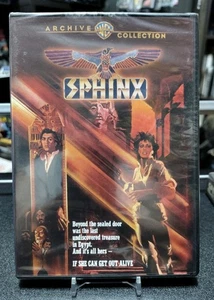 ARCHIVE COLLECTION
SPHINX
Beyond the sealed door
was the last
undiscovered treasure
in Egypt.
And it's all hers —
IF SHE CAN GET OUT ALIVE